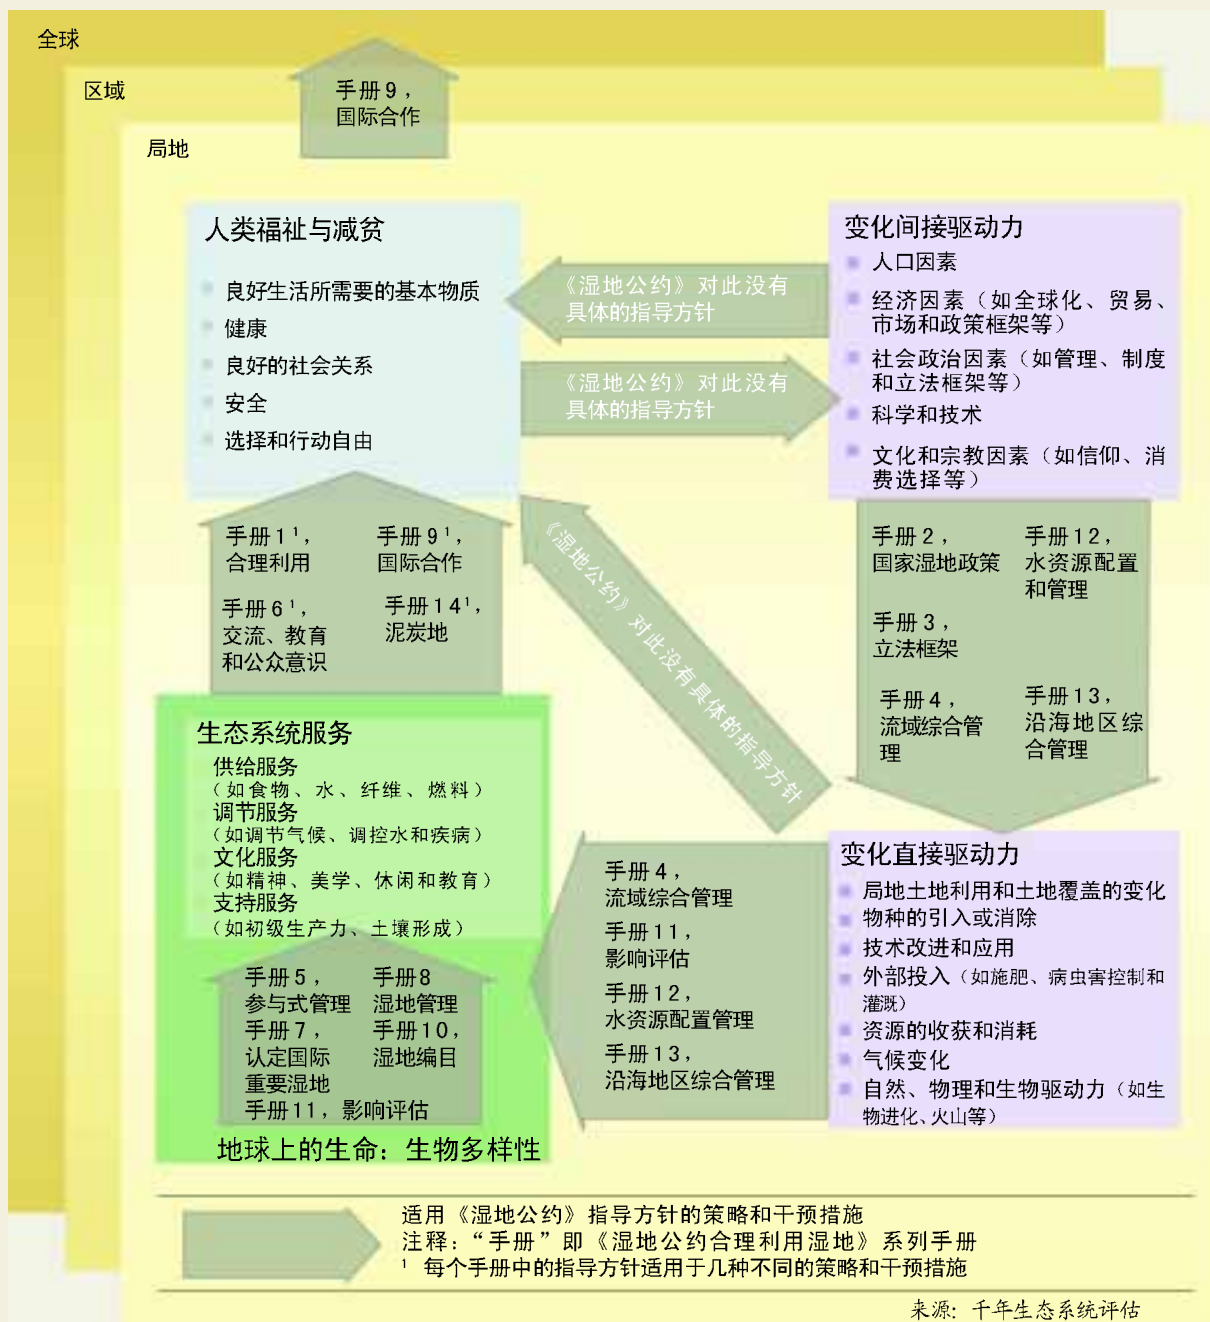 全球
区域
局地
手册9，
国际合作
人类福祉与减贫
良好生活所需要的基本物质
健康
良好的社会关系
安全
选择和行动自由
《湿地公约》对此没有
具体的指导方针
《湿地公约》对此没有
具体的指导方针
变化间接驱动力
人口因素
经济因素（如全球化、贸易、
市场和政策框架等）
社会政治因素（如管理、制度
和立法框架等）
科学和技术
文化和宗教因素（如信仰、消
费选择等）
手册1¹，
合理利用
手册9¹，
国际合作
手册6¹，
交流、教育
和公众意识
手册14¹，
泥炭地
《湿地公约》对此没有具体的指导方针
手册2，
国家湿地政策
手册12，
水资源配置
和管理
手册3，
立法框架
手册4，
流域综合管
理
手册13，
沿海地区综
合管理
生态系统服务
供给服务
（如食物、水、纤维、燃料）
调节服务
（如调节气候、调控水和疾病）
文化服务
（如精神、美学、休闲和教育）
支持服务
（如初级生产力、土壤形成）
手册5，
参与式管理
手册8
湿地管理
手册7，
认定国际
重要湿地
手册10，
湿地编目
手册11，影响评估
地球上的生命：生物多样性
手册4，
流域综合管理
手册11，
影响评估
手册12，
水资源配置管理
手册13，
沿海地区综合管理
变化直接驱动力
局地土地利用和土地覆盖的变化
物种的引入或消除
技术改进和应用
外部投入（如施肥、病虫害控制和
灌溉）
资源的收获和消耗
气候变化
自然、物理和生物驱动力（如生
物进化、火山等）
适用《湿地公约》指导方针的策略和干预措施
注释：“手册”即《湿地公约合理利用湿地》系列手册
¹ 每个手册中的指导方针适用于几种不同的策略和干预措施
来源：千年生态系统评估